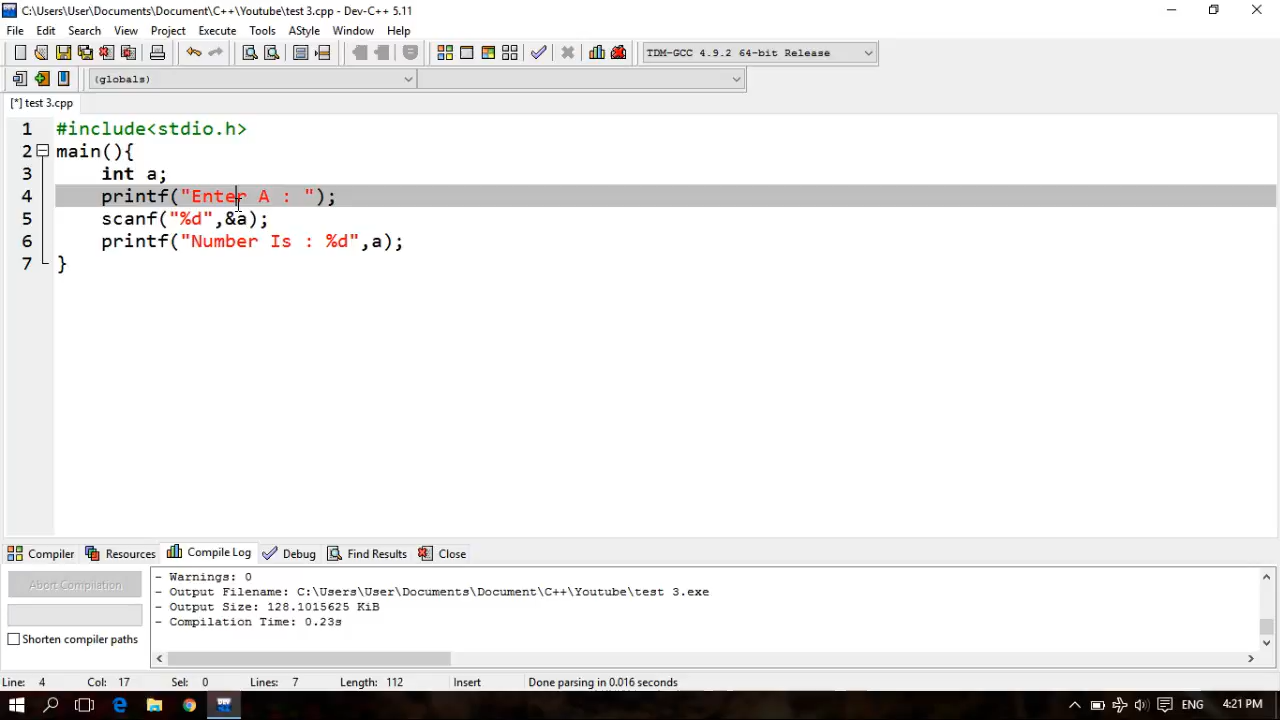 C:\Users\User\Documents\Document\C++\Youtube\test 3.cpp - Dev-C++ 5.11
File Edit Search View Project Execute Tools AStyle Window Help
TDM-GCC 4.9.2 64-bit Release
(globals)
[*] test 3.cpp
1 #include<stdio.h>
2 main(){
3 int a;
4 printf("Enter A : ");
5 scanf("%d",&a);
6 printf("Number Is : %d",a);
7 }
Compiler Resources Compile Log Debug Find Results Close
Abort Compilation
Shorten compiler paths
- Warnings: 0
- Output Filename: C:\Users\User\Documents\Document\C++\Youtube\test 3.exe
- Output Size: 128.1015625 KiB
- Compilation Time: 0.23s
Line: 4 Col: 17 Sel: 0 Lines: 7 Length: 112 Insert Done parsing in 0.016 seconds
DEV
ENG 4:21 PM